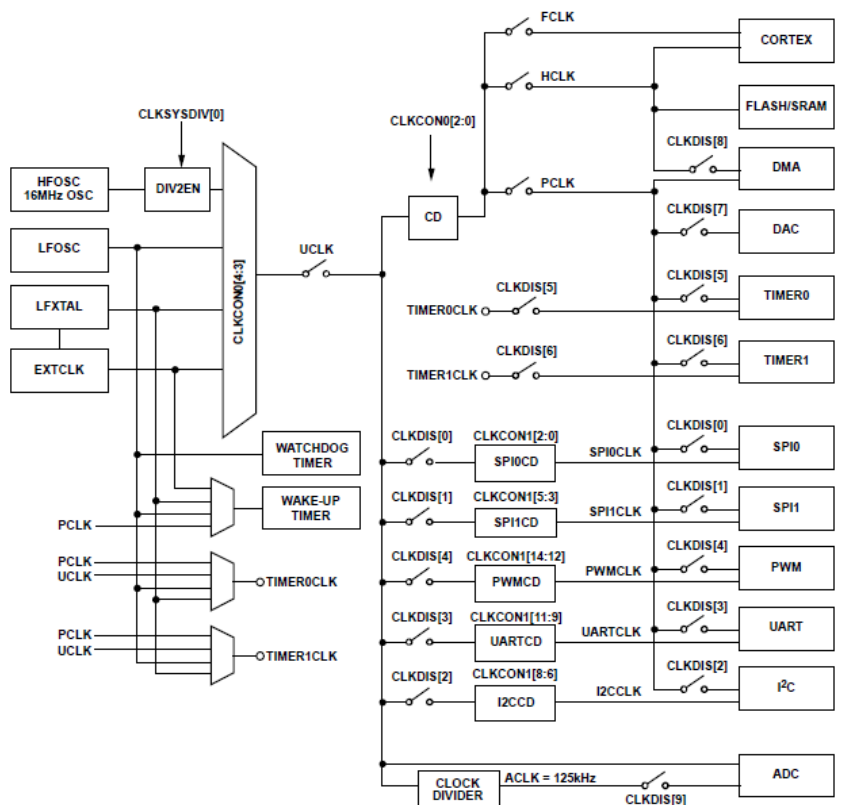 FCLK
CORTEX
HCLK
CLKSYSDIV[0]
CLKCON0[2:0]
FLASH/SRAM
CLKDIS[8]
HFOSC
16MHz OSC
DIV2EN
DMA
PCLK
CD
CLKDIS[7]
DAC
LFOSC
UCLK
CLKCON0[4:3]
CLKDIS[5]
CLKDIS[5]
TIMER0
LFXTAL
TIMER0CLK
CLKDIS[6]
CLKDIS[6]
TIMER1
EXTCLK
TIMER1CLK
CLKDIS[0]
CLKCON1[2:0]
CLKDIS[0]
WATCHDOG
TIMER
SPI0CD
SPI0CLK
SPI0
CLKDIS[1]
CLKCON1[5:3]
CLKDIS[1]
WAKE-UP
TIMER
SPI1CD
SPI1CLK
SPI1
PCLK
CLKDIS[4]
CLKCON1[14:12]
CLKDIS[4]
PCLK
UCLK
TIMER0CLK
PWMCD
PWMCLK
PWM
CLKDIS[3]
CLKCON1[11:9]
CLKDIS[3]
PCLK
UCLK
TIMER1CLK
UARTCD
UARTCLK
UART
CLKDIS[2]
CLKCON1[8:6]
CLKDIS[2]
I2CCD
I2CCLK
I²C
CLOCK
DIVIDER
ACLK = 125kHz
ADC
CLKDIS[9]